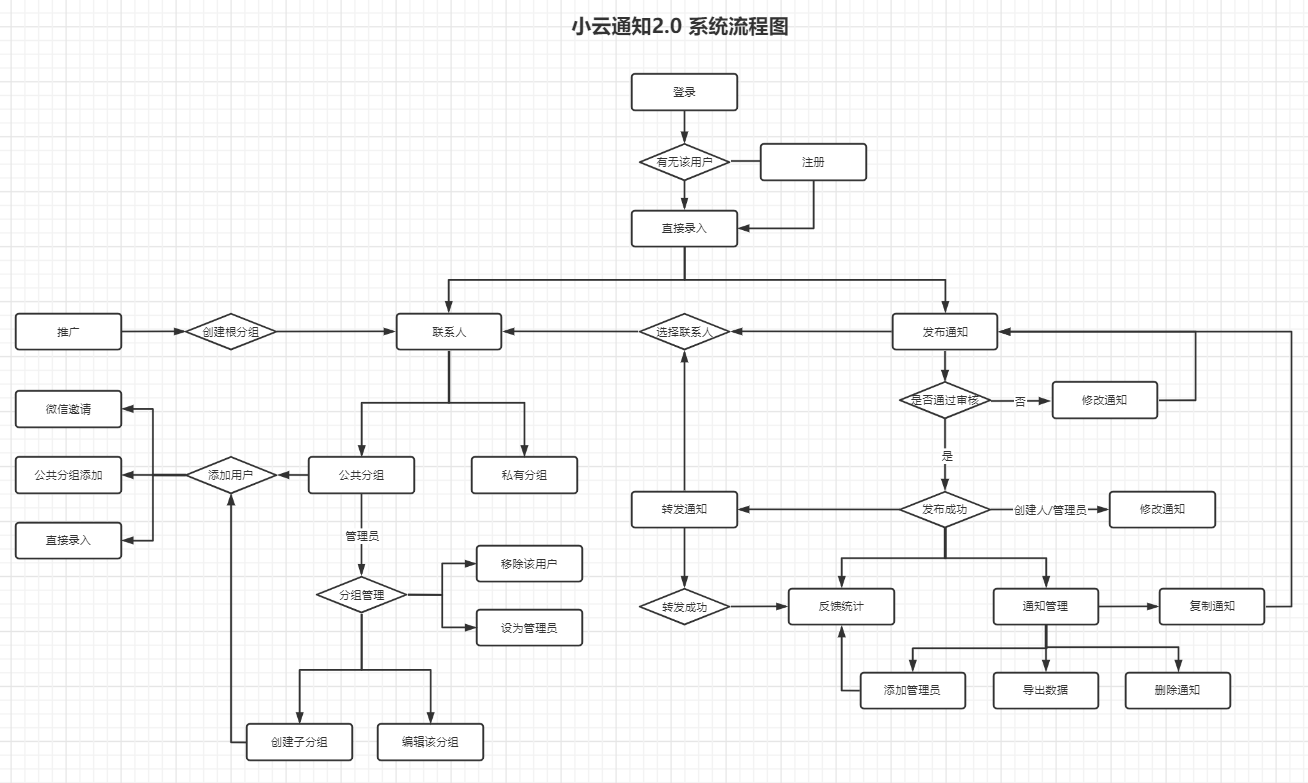 小云通知2.0 系统流程图
登录
有无该用户
注册
直接录入
推广
创建根分组
联系人
选择联系人
发布通知
微信邀请
是否通过审核
否
修改通知
是
公共分组添加
添加用户
公共分组
私有分组
转发通知
发布成功
创建人/管理员
修改通知
直接录入
管理员
移除该用户
分组管理
设为管理员
转发成功
反馈统计
通知管理
复制通知
添加管理员
导出数据
删除通知
创建子分组
编辑该分组